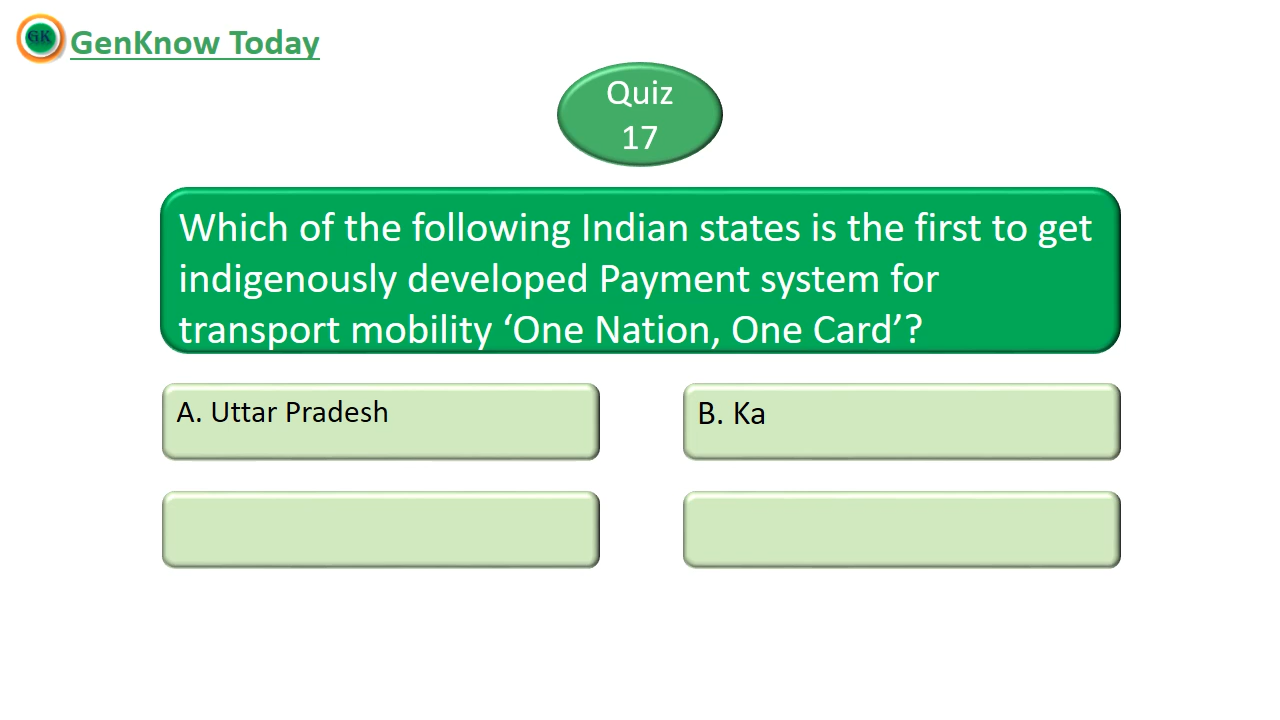 GK
GenKnow Today
Quiz
17
Which of the following Indian states is the first to get
indigenously developed Payment system for
transport mobility ‘One Nation, One Card’?
A. Uttar Pradesh
B. Ka